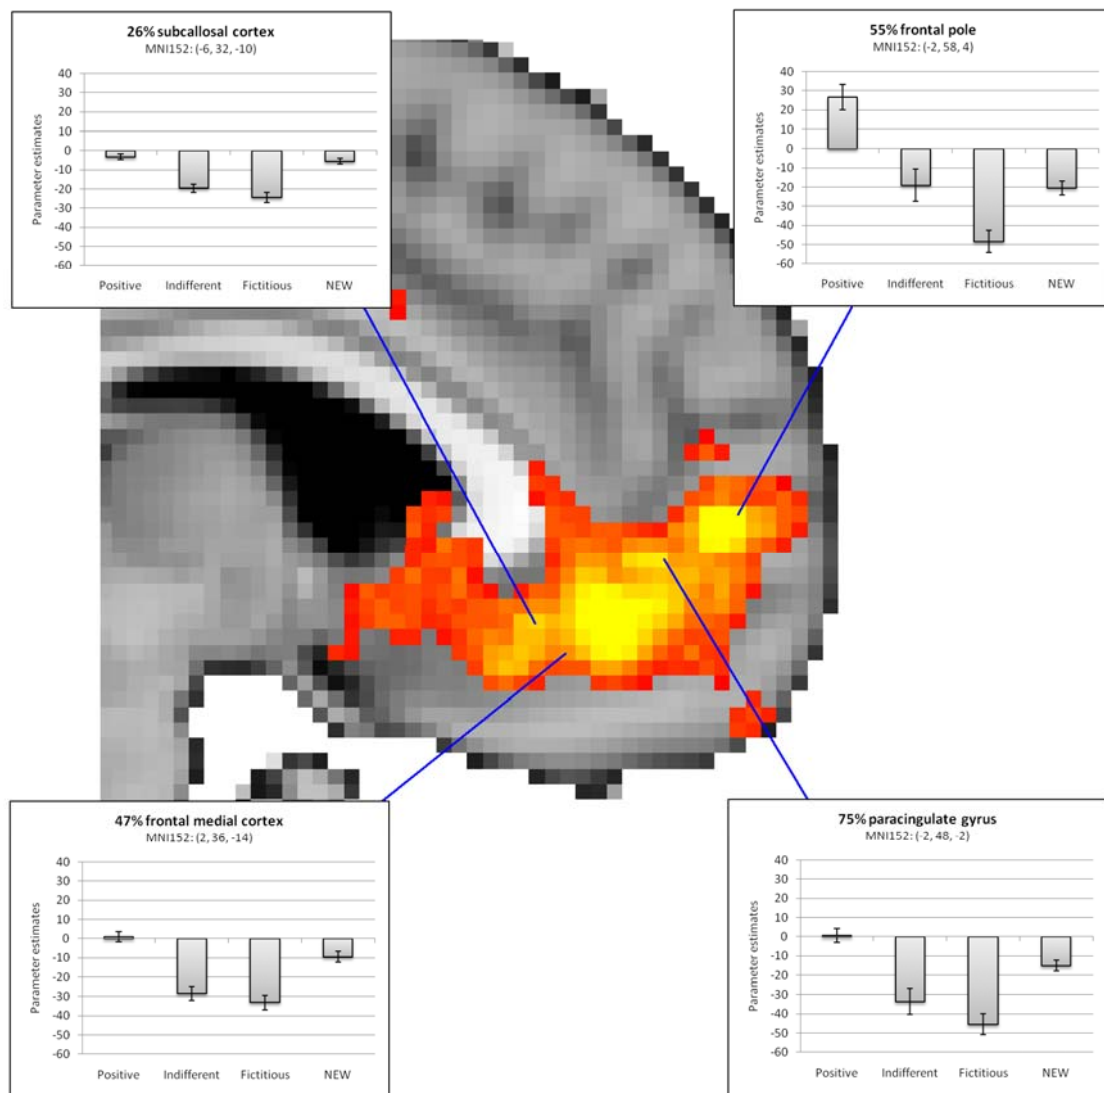 26% subcallosal cortex
MNI152: (-6, 32, -10)
Parameter estimates
40
30
20
10
0
-10
-20
-30
-40
-50
-60
Positive Indifferent Fictitious NEW
55% frontal pole
MNI152: (-2, 58, 4)
Parameter estimates
40
30
20
10
0
-10
-20
-30
-40
-50
-60
Positive Indifferent Fictitious NEW
47% frontal medial cortex
MNI152: (2, 36, -14)
Parameter estimates
40
30
20
10
0
-10
-20
-30
-40
-50
-60
Positive Indifferent Fictitious NEW
75% paracingulate gyrus
MNI152: (-2, 48, -2)
Parameter estimates
40
30
20
10
0
-10
-20
-30
-40
-50
-60
Positive Indifferent Fictitious NEW